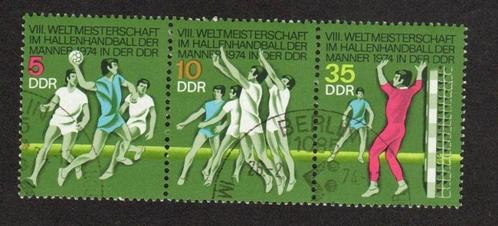 VIII. WELTMEISTERSCHAFT
IM HALLENHANDBALL DER
MÄNNER 1974 IN DER DDR
5
DDR
VIII. WELTMEISTERSCHAFT
IM HALLENHANDBALL DER
MÄNNER 1974 IN DER DDR
10
DDR
VIII. WELTMEISTERSCHAFT
IM HALLENHANDBALL DER
MÄNNER 1974 IN DER DDR
35
DDR
BERLIN
1085